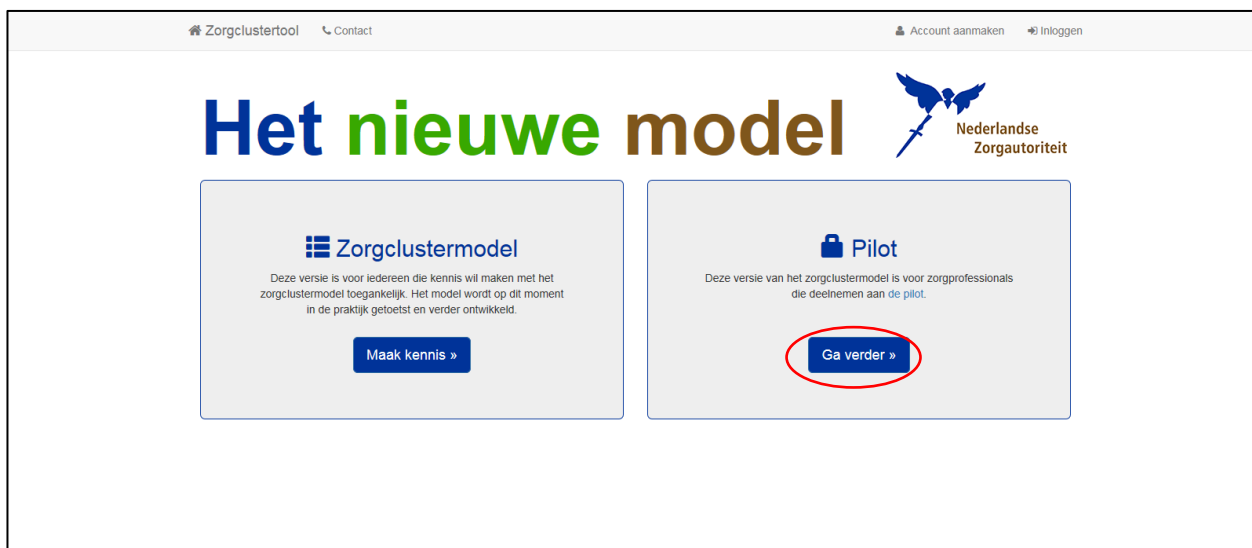 Zorgclustertool Contact Account aanmaken Inloggen
Het nieuwe model
Nederlandse
Zorgautoriteit
Zorgclustermodel
Deze versie is voor iedereen die kennis wil maken met het
zorgclustermodel toegankelijk. Het model wordt op dit moment
in de praktijk getoetst en verder ontwikkeld.
Maak kennis »
Pilot
Deze versie van het zorgclustermodel is voor zorgprofessionals
die deelnemen aan de pilot.
Ga verder »